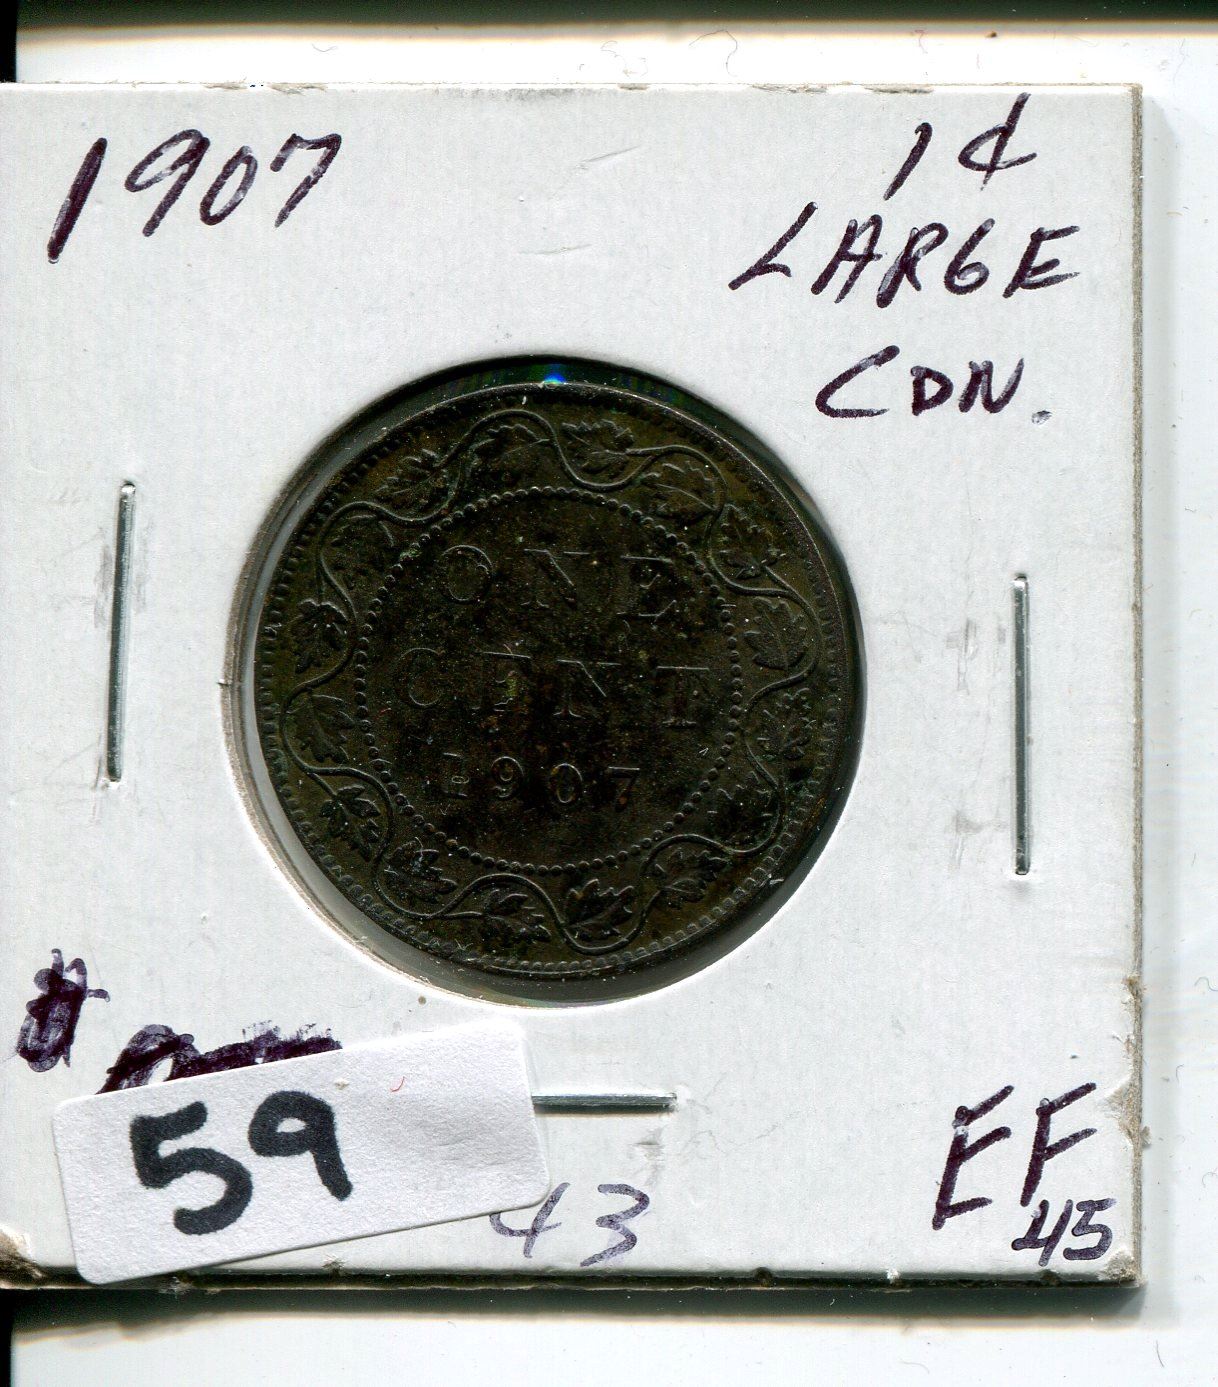 1907
1¢
LARGE
CDN.
ONE
CENT
1907
#
59
43
EF
45